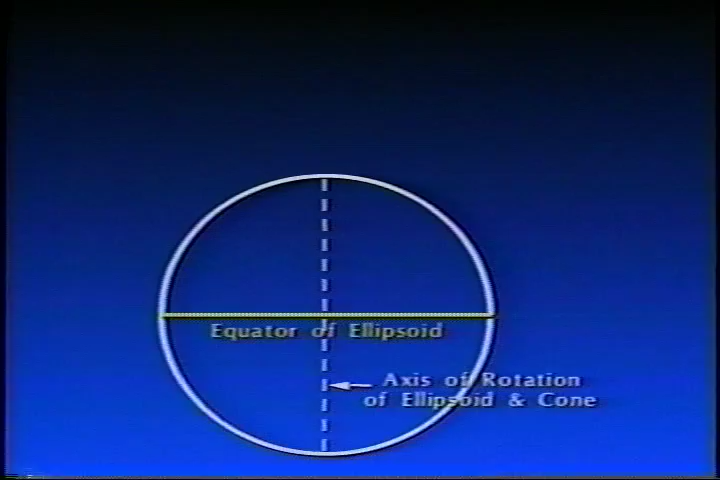 Equator of Ellipsoid
Axis of Rotation
of Ellipsoid & Cone